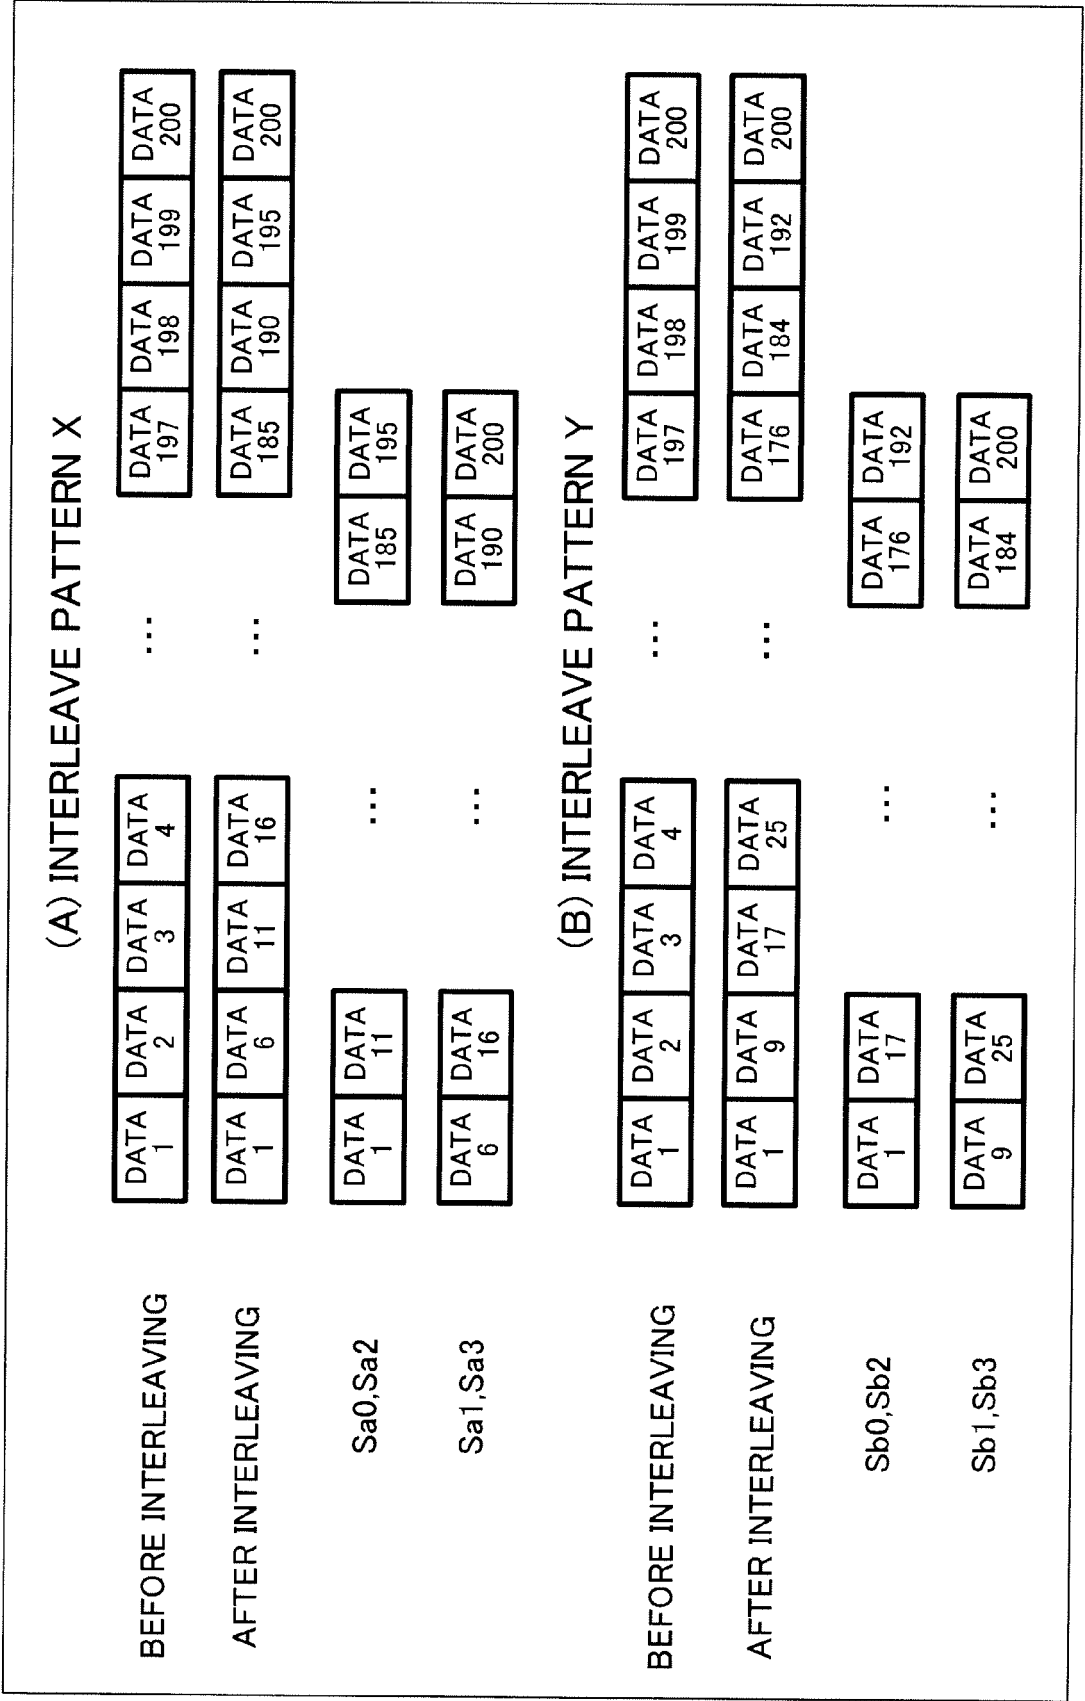 (A) INTERLEAVE PATTERN X
BEFORE INTERLEAVING DATA 1 DATA 2 DATA 3 DATA 4 ... DATA 197 DATA 198 DATA 199 DATA 200
AFTER INTERLEAVING DATA 1 DATA 6 DATA 11 DATA 16 ... DATA 185 DATA 190 DATA 195 DATA 200
Sa0,Sa2 DATA 1 DATA 11 ... DATA 185 DATA 195
Sa1,Sa3 DATA 6 DATA 16 ... DATA 190 DATA 200
(B) INTERLEAVE PATTERN Y
BEFORE INTERLEAVING DATA 1 DATA 2 DATA 3 DATA 4 ... DATA 197 DATA 198 DATA 199 DATA 200
AFTER INTERLEAVING DATA 1 DATA 9 DATA 17 DATA 25 ... DATA 176 DATA 184 DATA 192 DATA 200
Sb0,Sb2 DATA 1 DATA 17 ... DATA 176 DATA 192
Sb1,Sb3 DATA 9 DATA 25 ... DATA 184 DATA 200